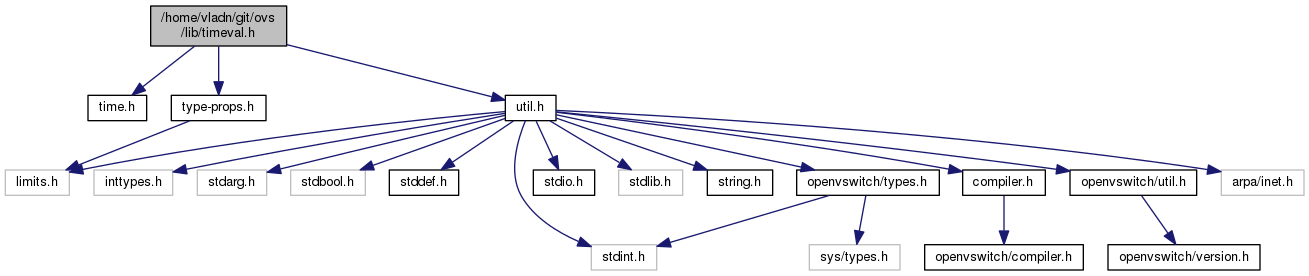 /home/vladn/git/ovs
/lib/timeval.h
time.h
type-props.h
util.h
limits.h
inttypes.h
stdarg.h
stdbool.h
stddef.h
stdio.h
stdlib.h
string.h
openvswitch/types.h
compiler.h
openvswitch/util.h
arpa/inet.h
stdint.h
sys/types.h
openvswitch/compiler.h
openvswitch/version.h